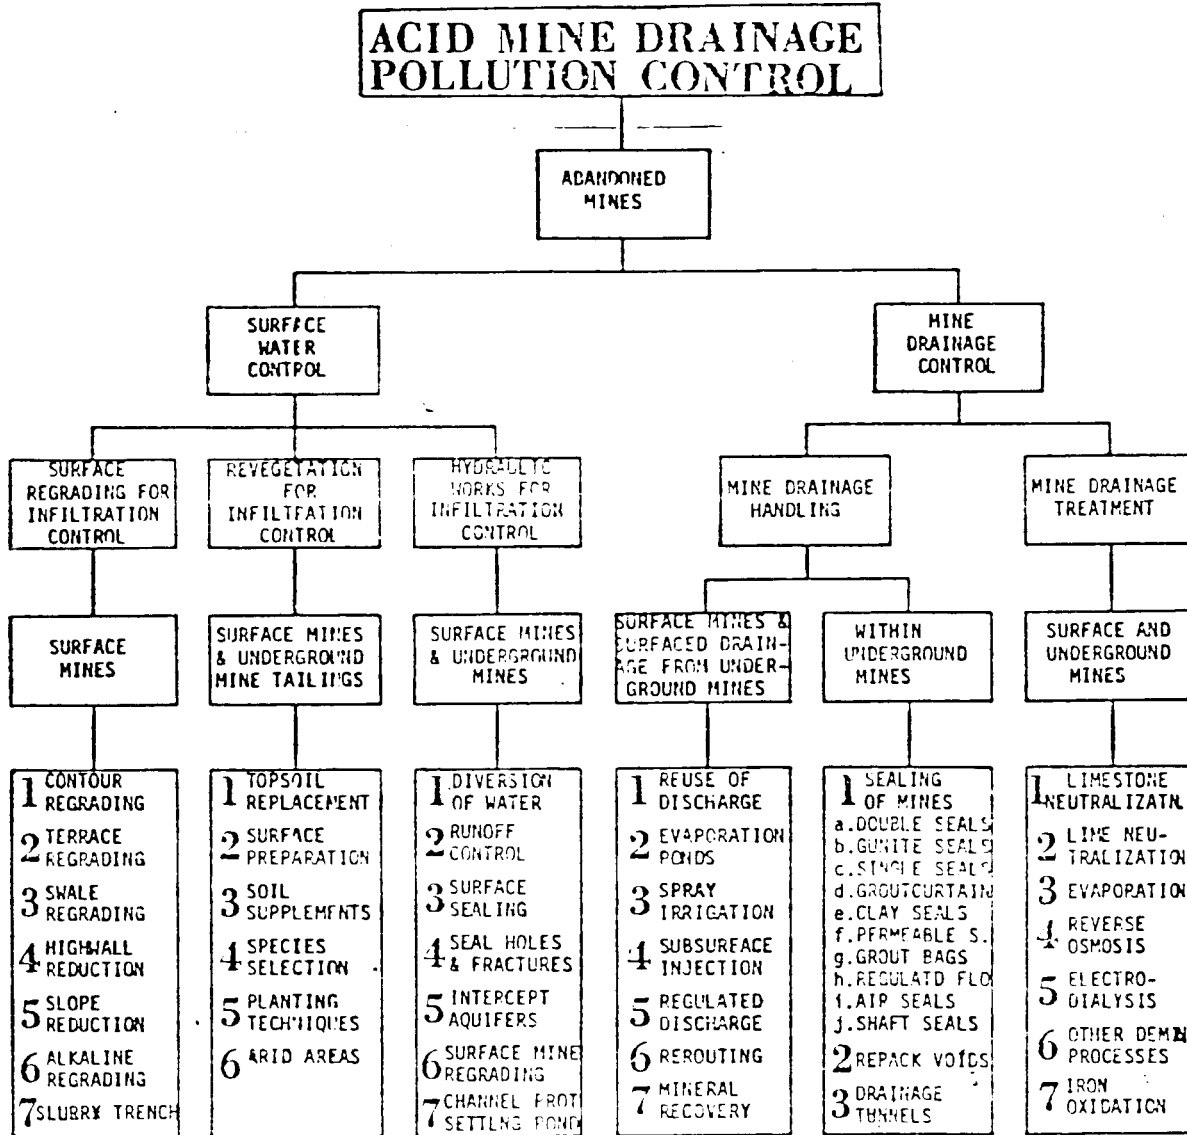 ACID MINE DRAINAGE
POLLUTION CONTROL
ABANDONED
MINES
SURFACE
WATER
CONTROL
MINE
DRAINAGE
CONTROL
SURFACE
REGRADING FOR
INFILTRATION
CONTROL
REVEGETATION
FOR
INFILTRATION
CONTROL
HYDRAULIC
WORKS FOR
INFILTRATION
CONTROL
MINE DRAINAGE
HANDLING
MINE DRAINAGE
TREATMENT
SURFACE
MINES
SURFACE MINES
& UNDERGROUND
MINE TAILINGS
SURFACE MINES
& UNDERGROUND
MINES
SURFACE MINES &
SURFACED DRAIN-
AGE FROM UNDER-
GROUND MINES
WITHIN
UNDERGROUND
MINES
SURFACE AND
UNDERGROUND
MINES
1 CONTOUR
REGRADING
2 TERRACE
REGRADING
3 SWALE
REGRADING
4 HIGHWALL
REDUCTION
5 SLOPE
REDUCTION
6 ALKALINE
REGRADING
7 SLURRY TRENCH
1 TOPSOIL
REPLACEMENT
2 SURFACE
PREPARATION
3 SOIL
SUPPLEMENTS
4 SPECIES
SELECTION
5 PLANTING
TECHNIQUES
6 ARID AREAS
1 DIVERSION
OF WATER
2 RUNOFF
CONTROL
3 SURFACE
SEALING
4 SEAL HOLES
& FRACTURES
5 INTERCEPT
AQUIFERS
6 SURFACE MINE
REGRADING
7 CHANNEL PROT
SETTLNG POND
1 REUSE OF
DISCHARGE
2 EVAPORATION
PONDS
3 SPRAY
IRRIGATION
4 SUBSURFACE
INJECTION
5 REGULATED
DISCHARGE
6 REROUTING
7 MINERAL
RECOVERY
1 SEALING
OF MINES
a. DOUBLE SEALS
b. GUNITE SEALS
c. SINGLE SEALS
d. GROUTCURTAIN
e. CLAY SEALS
f. PERMEABLE S.
g. GROUT BAGS
h. REGULATD FLO
i. AIR SEALS
j. SHAFT SEALS
2 REPACK VOIDS
3 DRAINAGE
TUNNELS
1 LIMESTONE
NEUTRALIZATN.
2 LIME NEU-
TRALIZATION
3 EVAPORATION
4 REVERSE
OSMOSIS
5 ELECTRO-
DIALYSIS
6 OTHER DEMIN
PROCESSES
7 IRON
OXIDATION